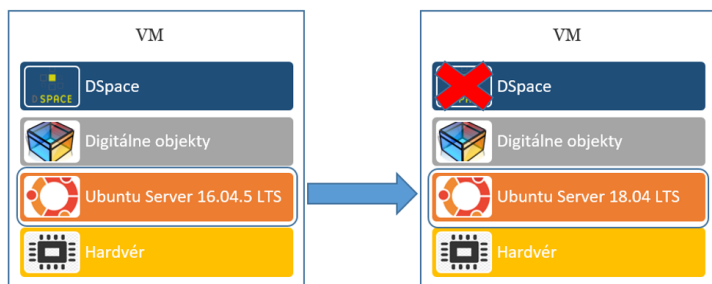 VM
DSPACE
DSpace
Digitálne objekty
Ubuntu Server 16.04.5 LTS
Hardvér
VM
DSpace
Digitálne objekty
Ubuntu Server 18.04 LTS
Hardvér